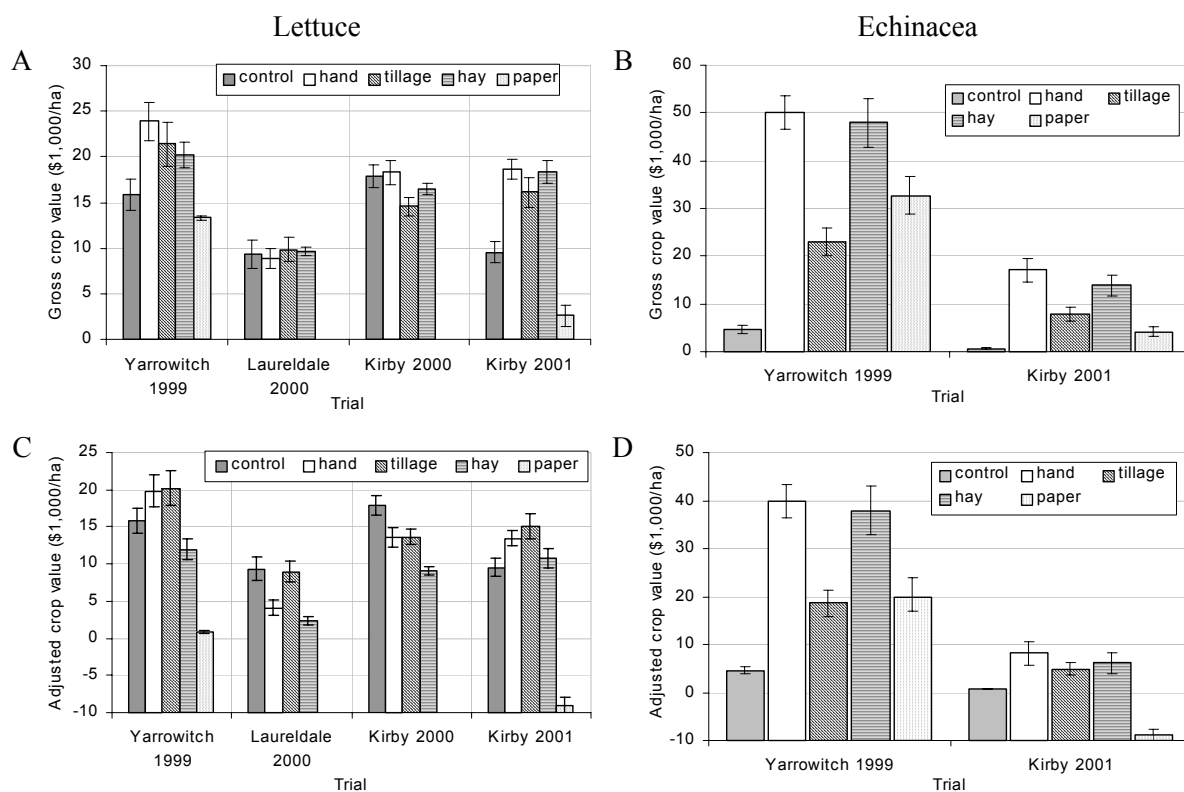 Lettuce
Echinacea
A
30
25
20
15
10
5
0
Gross crop value ($1,000/ha)
control hand tillage hay paper
Yarrowitch 1999
Laureldale 2000
Kirby 2000
Kirby 2001
Trial
B
60
50
40
30
20
10
0
Gross crop value ($1,000/ha)
control hand tillage
hay paper
Yarrowitch 1999
Kirby 2001
Trial
C
25
20
15
10
5
0
-5
-10
Adjusted crop value ($1,000/ha)
control hand tillage hay paper
Yarrowitch 1999
Laureldale 2000
Kirby 2000
Kirby 2001
Trial
D
50
40
30
20
10
0
-10
Adjusted crop value ($1,000/ha)
control hand tillage
hay paper
Yarrowitch 1999
Kirby 2001
Trial